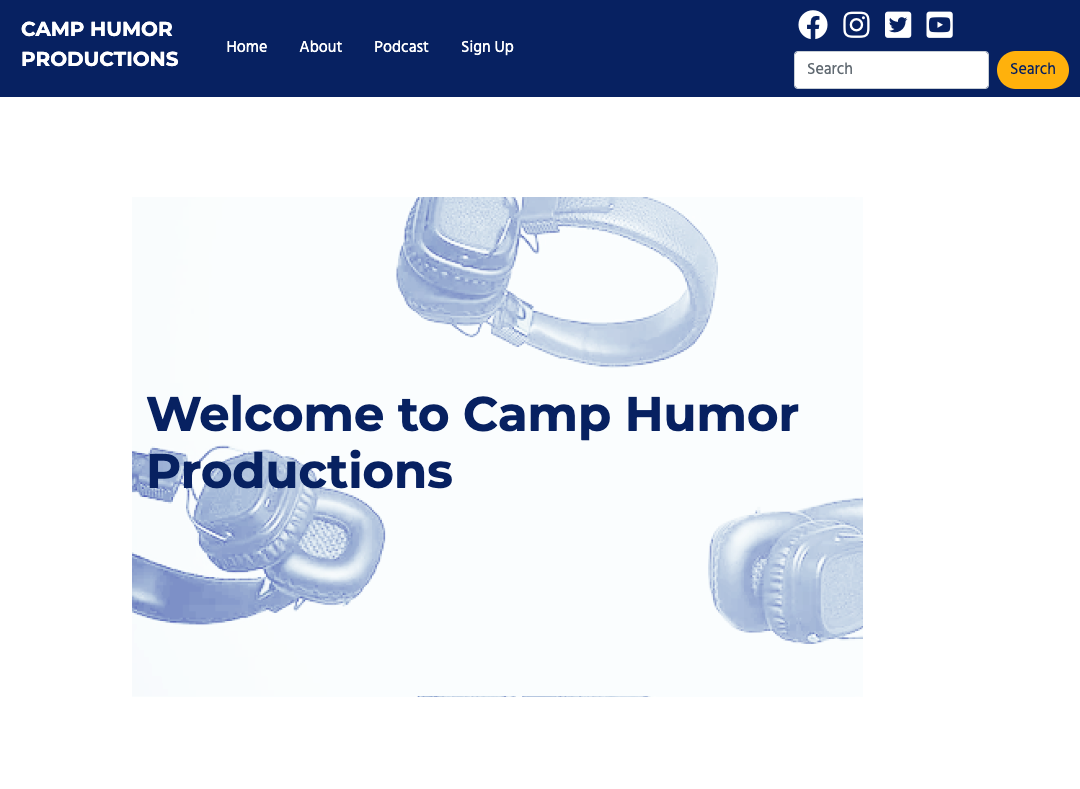 CAMP HUMOR
PRODUCTIONS
Home About Podcast Sign Up
Search Search
Welcome to Camp Humor
Productions